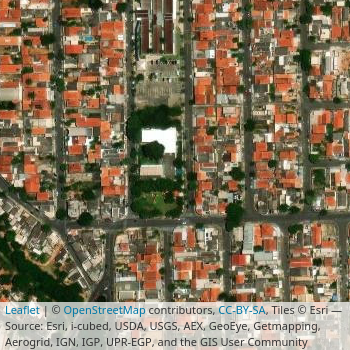 Leaflet | © OpenStreetMap contributors, CC-BY-SA, Tiles © Esri —
Source: Esri, i-cubed, USDA, USGS, AEX, GeoEye, Getmapping,
Aerogrid, IGN, IGP, UPR-EGP, and the GIS User Community